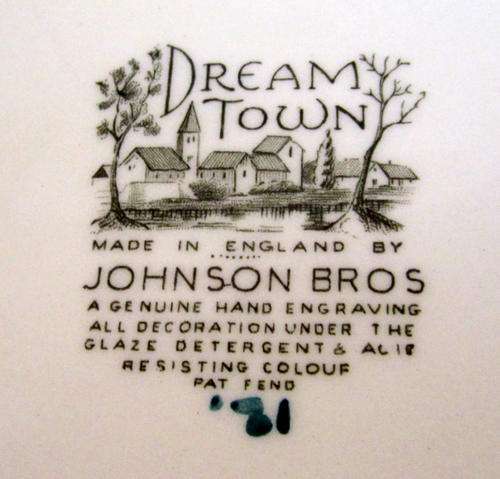 DREAM
TOWN
MADE IN ENGLAND BY
JOHNSON BROS
A GENUINE HAND ENGRAVING
ALL DECORATION UNDER THE
GLAZE DETERGENT & ACID
RESISTING COLOUR
PAT PEND